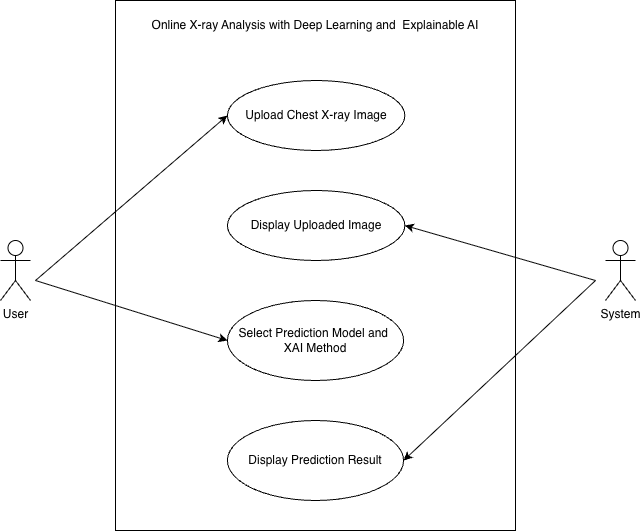 Online X-ray Analysis with Deep Learning and  Explainable AI
Upload Chest X-ray Image
Display Uploaded Image
User
System
Select Prediction Model and
XAI Method
Display Prediction Result